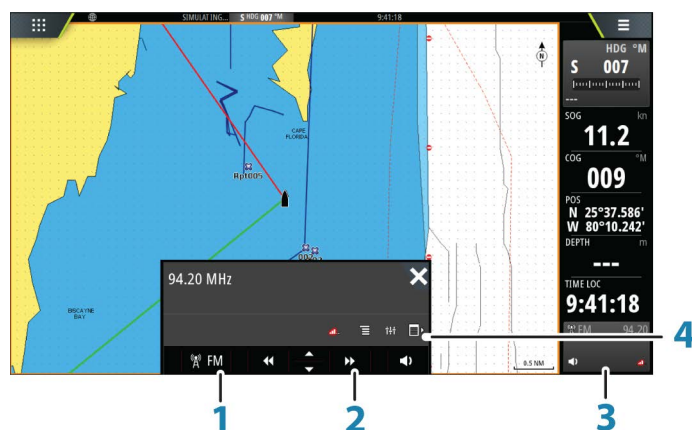 SIMULATING... S HDG 007 °M 9:41:18
HDG °M
S 007
---
SOG kn
11.2
COG °M
009
POS
N 25°37.586'
W 80°10.242'
DEPTH m
---
TIME LOC
9:41:18
FM 94.20
N
CAPE
FLORIDA
Rpt005
BISCAYNE
BAY
94.20 MHz
FM
0.5 NM
1
2
3
4